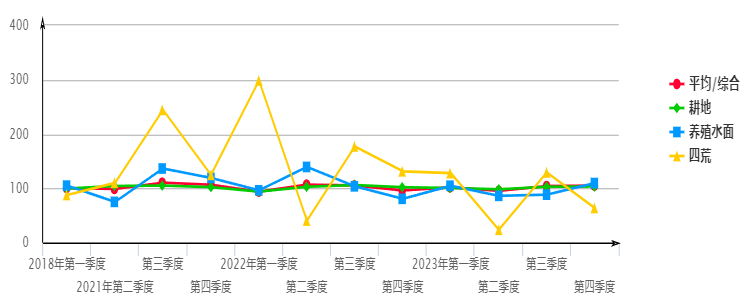 400
300
200
100
0
2018年第一季度 第三季度 2022年第一季度 第三季度 2023年第一季度 第三季度
2021年第二季度 第四季度 第二季度 第四季度 第二季度 第四季度
平均/综合
耕地
养殖水面
四荒